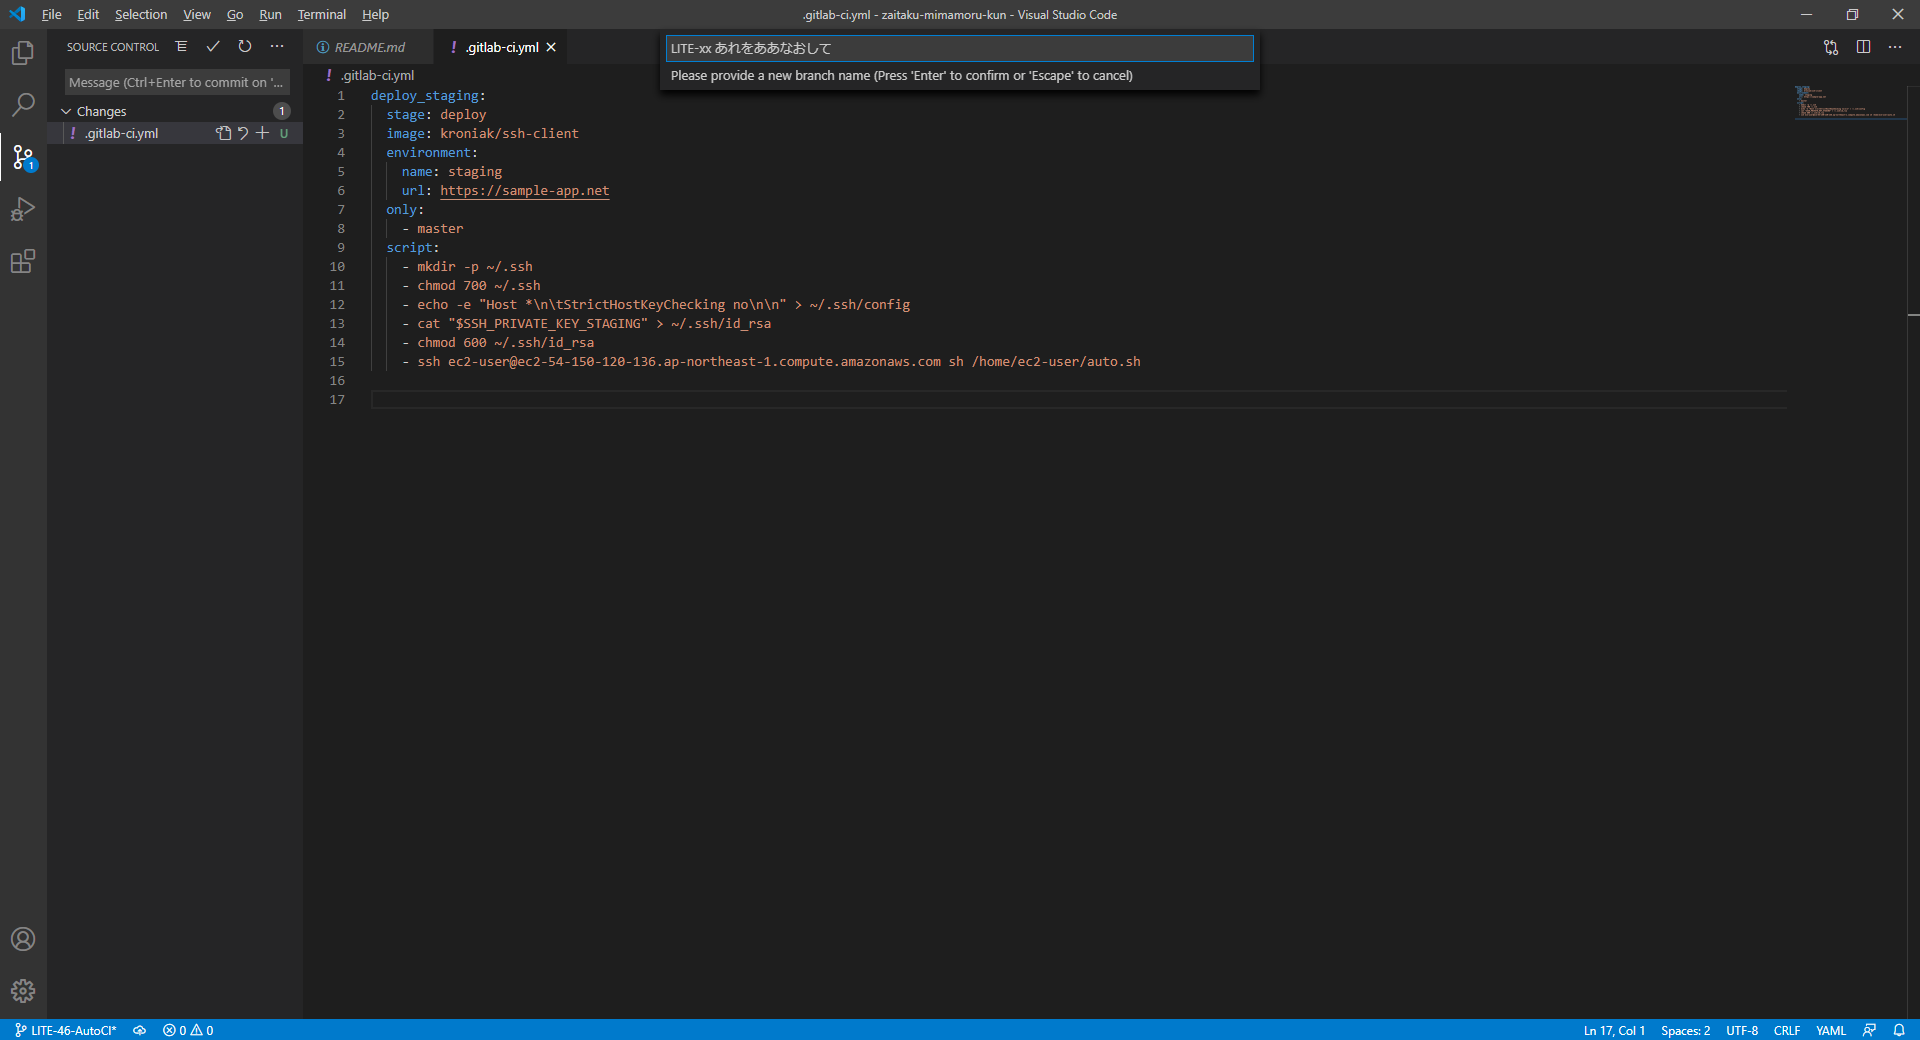 File Edit Selection View Go Run Terminal Help
.gitlab-ci.yml - zaitaku-mimamoru-kun - Visual Studio Code
SOURCE CONTROL
Message (Ctrl+Enter to commit on '...
Changes 1
! .gitlab-ci.yml U
1
README.md
! .gitlab-ci.yml
LITE-xx あれをああなおして
Please provide a new branch name (Press 'Enter' to confirm or 'Escape' to cancel)
! .gitlab-ci.yml
1 deploy_staging:
2 stage: deploy
3 image: kroniak/ssh-client
4 environment:
5 name: staging
6 url: https://sample-app.net
7 only:
8 - master
9 script:
10 - mkdir -p ~/.ssh
11 - chmod 700 ~/.ssh
12 - echo -e "Host *\n\tStrictHostKeyChecking no\n\n" > ~/.ssh/config
13 - cat "$SSH_PRIVATE_KEY_STAGING" > ~/.ssh/id_rsa
14 - chmod 600 ~/.ssh/id_rsa
15 - ssh ec2-user@ec2-54-150-120-136.ap-northeast-1.compute.amazonaws.com sh /home/ec2-user/auto.sh
16
17
LITE-46-AutoCI* 0 0
Ln 17, Col 1 Spaces: 2 UTF-8 CRLF YAML